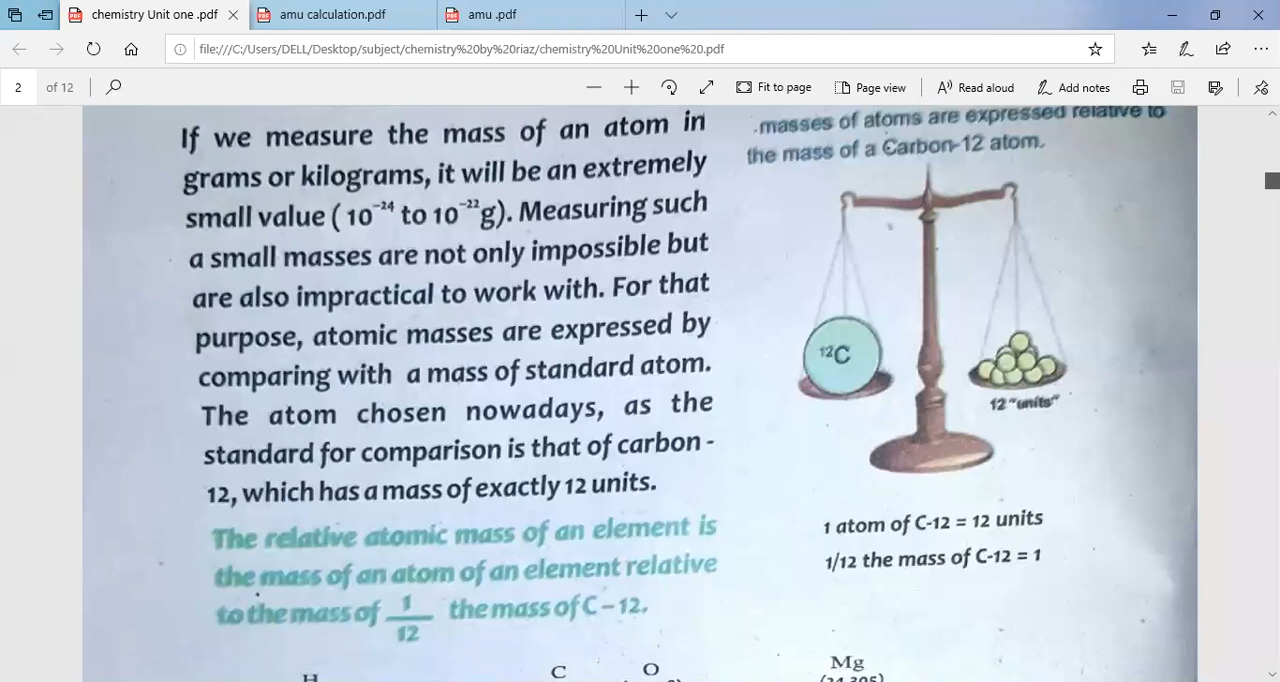 chemistry Unit one .pdf
amu calculation.pdf
amu .pdf
file:///C:/Users/DELL/Desktop/subject/chemistry%20by%20riaz/chemistry%20Unit%20one%20.pdf
2 of 12
Fit to page
Page view
Read aloud
Add notes
If we measure the mass of an atom in
grams or kilograms, it will be an extremely
small value ( 10⁻²⁴ to 10⁻²²g). Measuring such
a small masses are not only impossible but
are also impractical to work with. For that
purpose, atomic masses are expressed by
comparing with a mass of standard atom.
The atom chosen nowadays, as the
standard for comparison is that of carbon -
12, which has a mass of exactly 12 units.
The relative atomic mass of an element is
the mass of an atom of an element relative
to the mass of 1/12 the mass of C – 12.
masses of atoms are expressed relative to
the mass of a Carbon-12 atom.
¹²C
12 "units"
1 atom of C-12 = 12 units
1/12 the mass of C-12 = 1
H
C
O
Mg
(24.305)